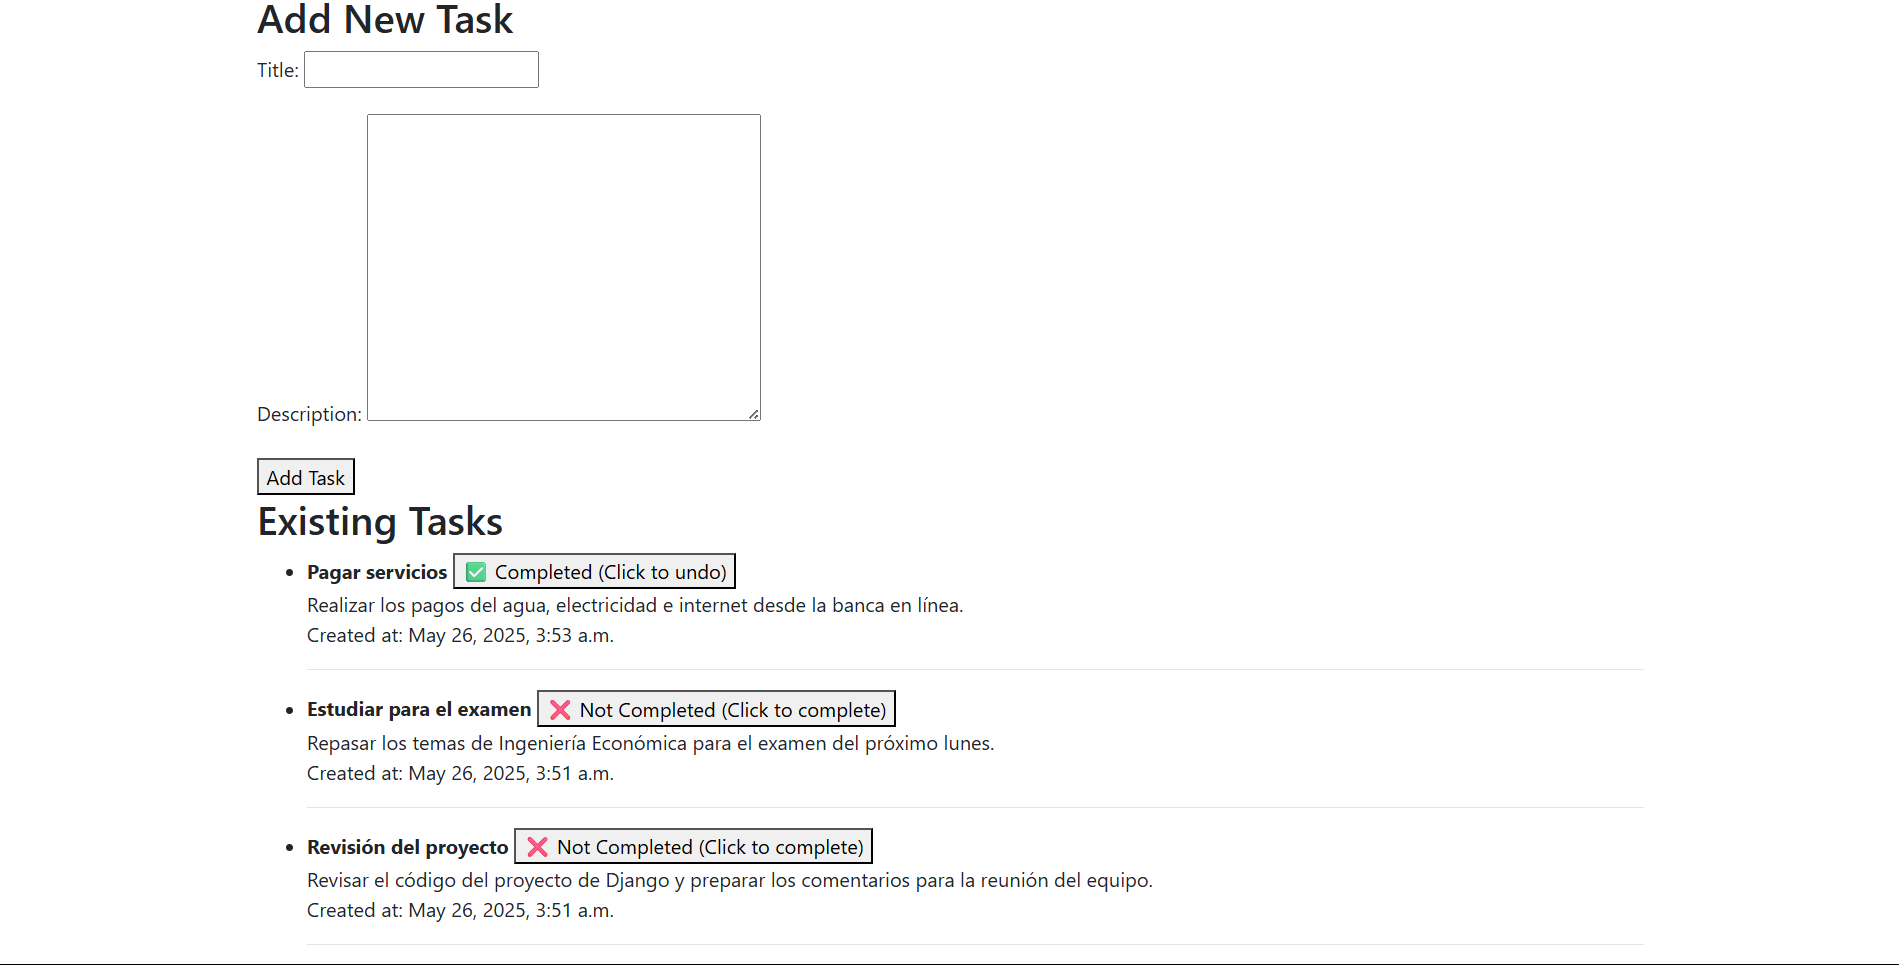 Add New Task
Title:
Description:
Add Task
Existing Tasks
Pagar servicios ✅ Completed (Click to undo)
Realizar los pagos del agua, electricidad e internet desde la banca en línea.
Created at: May 26, 2025, 3:53 a.m.
Estudiar para el examen ❌ Not Completed (Click to complete)
Repasar los temas de Ingeniería Económica para el examen del próximo lunes.
Created at: May 26, 2025, 3:51 a.m.
Revisión del proyecto ❌ Not Completed (Click to complete)
Revisar el código del proyecto de Django y preparar los comentarios para la reunión del equipo.
Created at: May 26, 2025, 3:51 a.m.